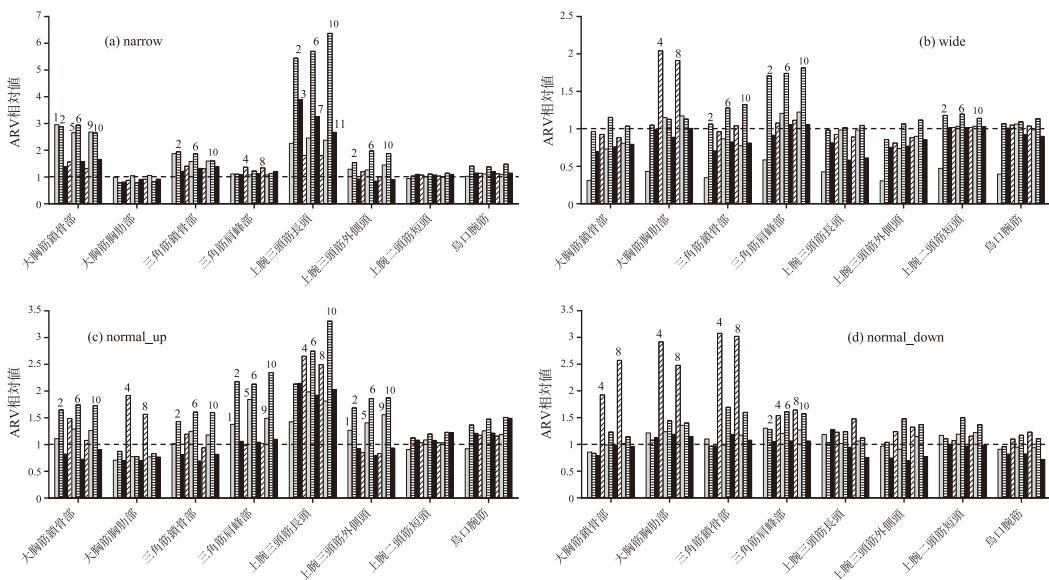 (a) narrow
ARV相対値
7
6
5
4
3
2
1
0
1 2 5 6 9 10
2 6
4 8
2 3 6 7 10 11
2 6 10
大胸筋鎖骨部
大胸筋胸肋部
三角筋鎖骨部
三角筋肩峰部
上腕三頭筋長頭
上腕三頭筋外側頭
上腕二頭筋短頭
烏口腕筋
(b) wide
ARV相対値
2.5
2
1.5
1
0.5
0
4 8
2 6 10
2 6 10
2 6 10
大胸筋鎖骨部
大胸筋胸肋部
三角筋鎖骨部
三角筋肩峰部
上腕三頭筋長頭
上腕三頭筋外側頭
上腕二頭筋短頭
烏口腕筋
(c) normal_up
ARV相対値
3.5
3
2.5
2
1.5
1
0.5
0
2 6 10
4 8
2 6 10
1 2 5 6 9 10
4 6 8 10
1 2 5 6 9 10
大胸筋鎖骨部
大胸筋胸肋部
三角筋鎖骨部
三角筋肩峰部
上腕三頭筋長頭
上腕三頭筋外側頭
上腕二頭筋短頭
烏口腕筋
(d) normal_down
ARV相対値
3.5
3
2.5
2
1.5
1
0.5
0
4 8
4 8
4 8
2 4 6 8 10
大胸筋鎖骨部
大胸筋胸肋部
三角筋鎖骨部
三角筋肩峰部
上腕三頭筋長頭
上腕三頭筋外側頭
上腕二頭筋短頭
烏口腕筋